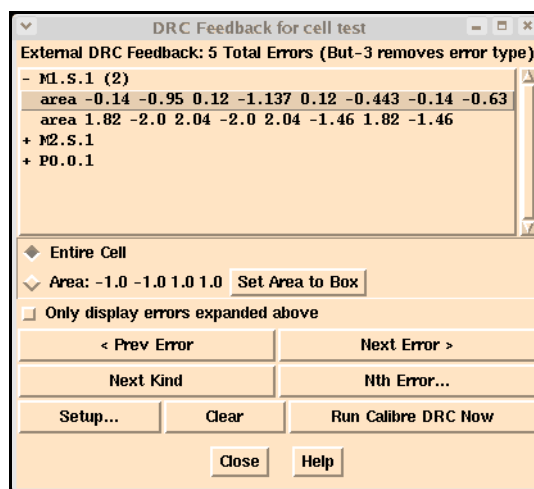 DRC Feedback for cell test
External DRC Feedback: 5 Total Errors (But-3 removes error type)
- M1.S.1 (2)
area -0.14 -0.95 0.12 -1.137 0.12 -0.443 -0.14 -0.63
area 1.82 -2.0 2.04 -2.0 2.04 -1.46 1.82 -1.46
+ M2.S.1
+ PO.O.1
Entire Cell
Area: -1.0 -1.0 1.0 1.0 Set Area to Box
Only display errors expanded above
< Prev Error Next Error >
Next Kind Nth Error...
Setup... Clear Run Calibre DRC Now
Close Help